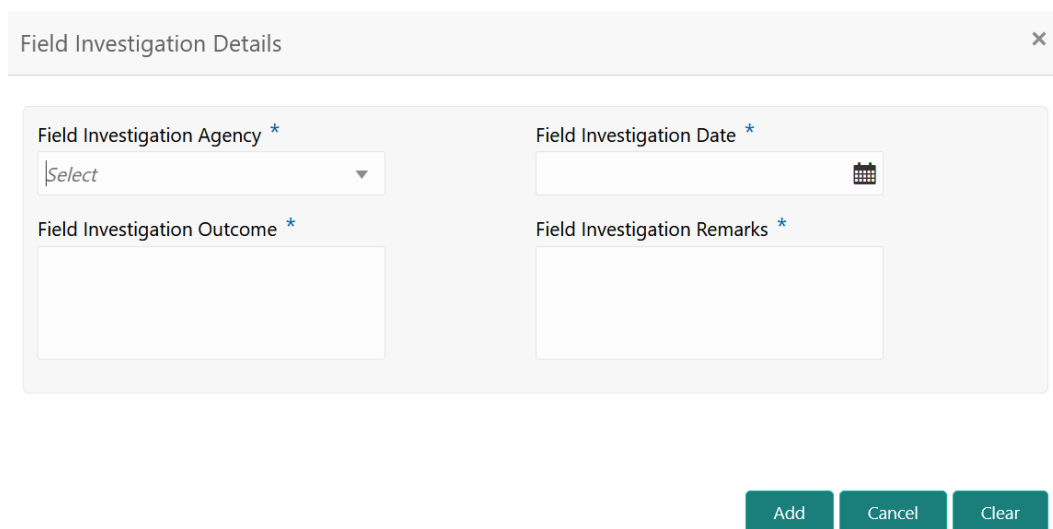 Field Investigation Details
Field Investigation Agency * Field Investigation Date *
Select
Field Investigation Outcome * Field Investigation Remarks *
Add Cancel Clear